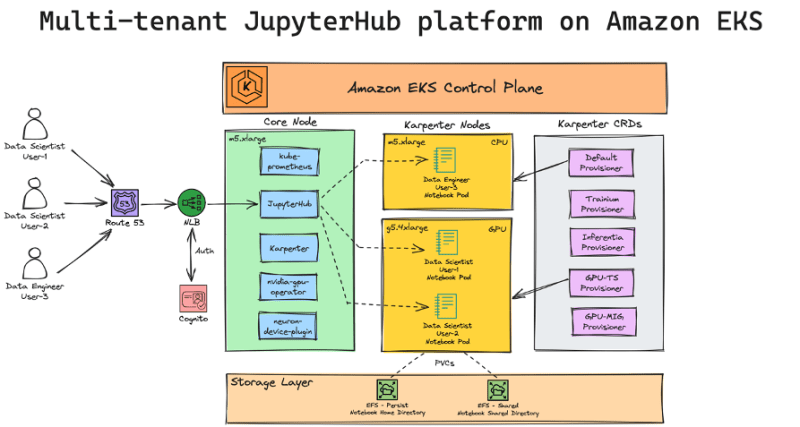 Multi-tenant JupyterHub platform on Amazon EKS
Amazon EKS Control Plane
Core Node
Karpenter Nodes
Karpenter CRDs
m5.xlarge
kube-
prometheus
JupyterHub
Karpenter
nvidia-gpu-
operator
neuron-
device-plugin
m5.xlarge
CPU
Data Engineer
User-3
Notebook Pod
g5.4xlarge
GPU
Data Scientist
User-1
Notebook Pod
Data Scientist
User-2
Notebook Pod
Default
Provisioner
Trainium
Provisioner
Inferentia
Provisioner
GPU-TS
Provisioner
GPU-MIG
Provisioner
Data Scientist
User-1
Data Scientist
User-2
Data Engineer
User-3
53
Route 53
NLB
Auth
Cognito
PVCs
Storage Layer
EFS - Persist
Notebook Home Directory
EFS - Shared
Notebook Shared Directory